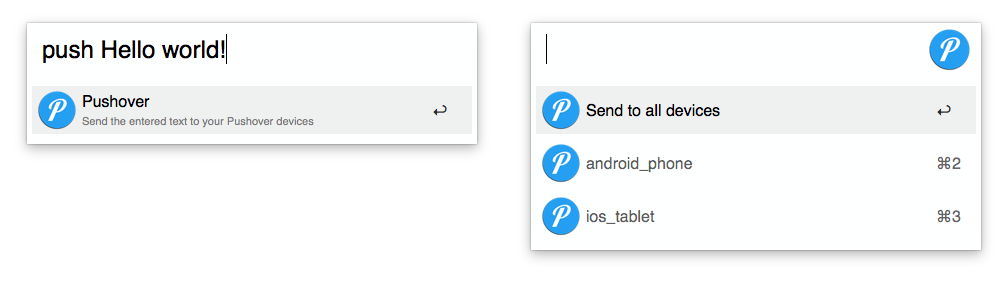 push Hello world!
Pushover
Send the entered text to your Pushover devices
↩
Send to all devices
↩
android_phone
⌘2
ios_tablet
⌘3